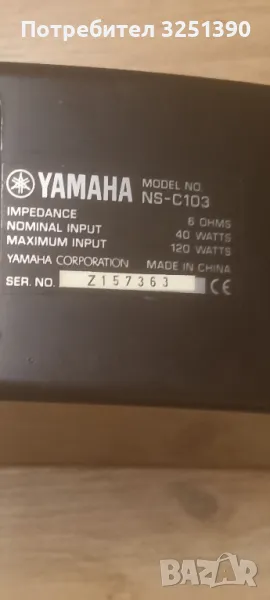 Потребител 3251390
YAMAHA MODEL NO. NS-C103
IMPEDANCE 6 OHMS
NOMINAL INPUT 40 WATTS
MAXIMUM INPUT 120 WATTS
YAMAHA CORPORATION MADE IN CHINA
SER. NO. Z157363 CE
BAZAR